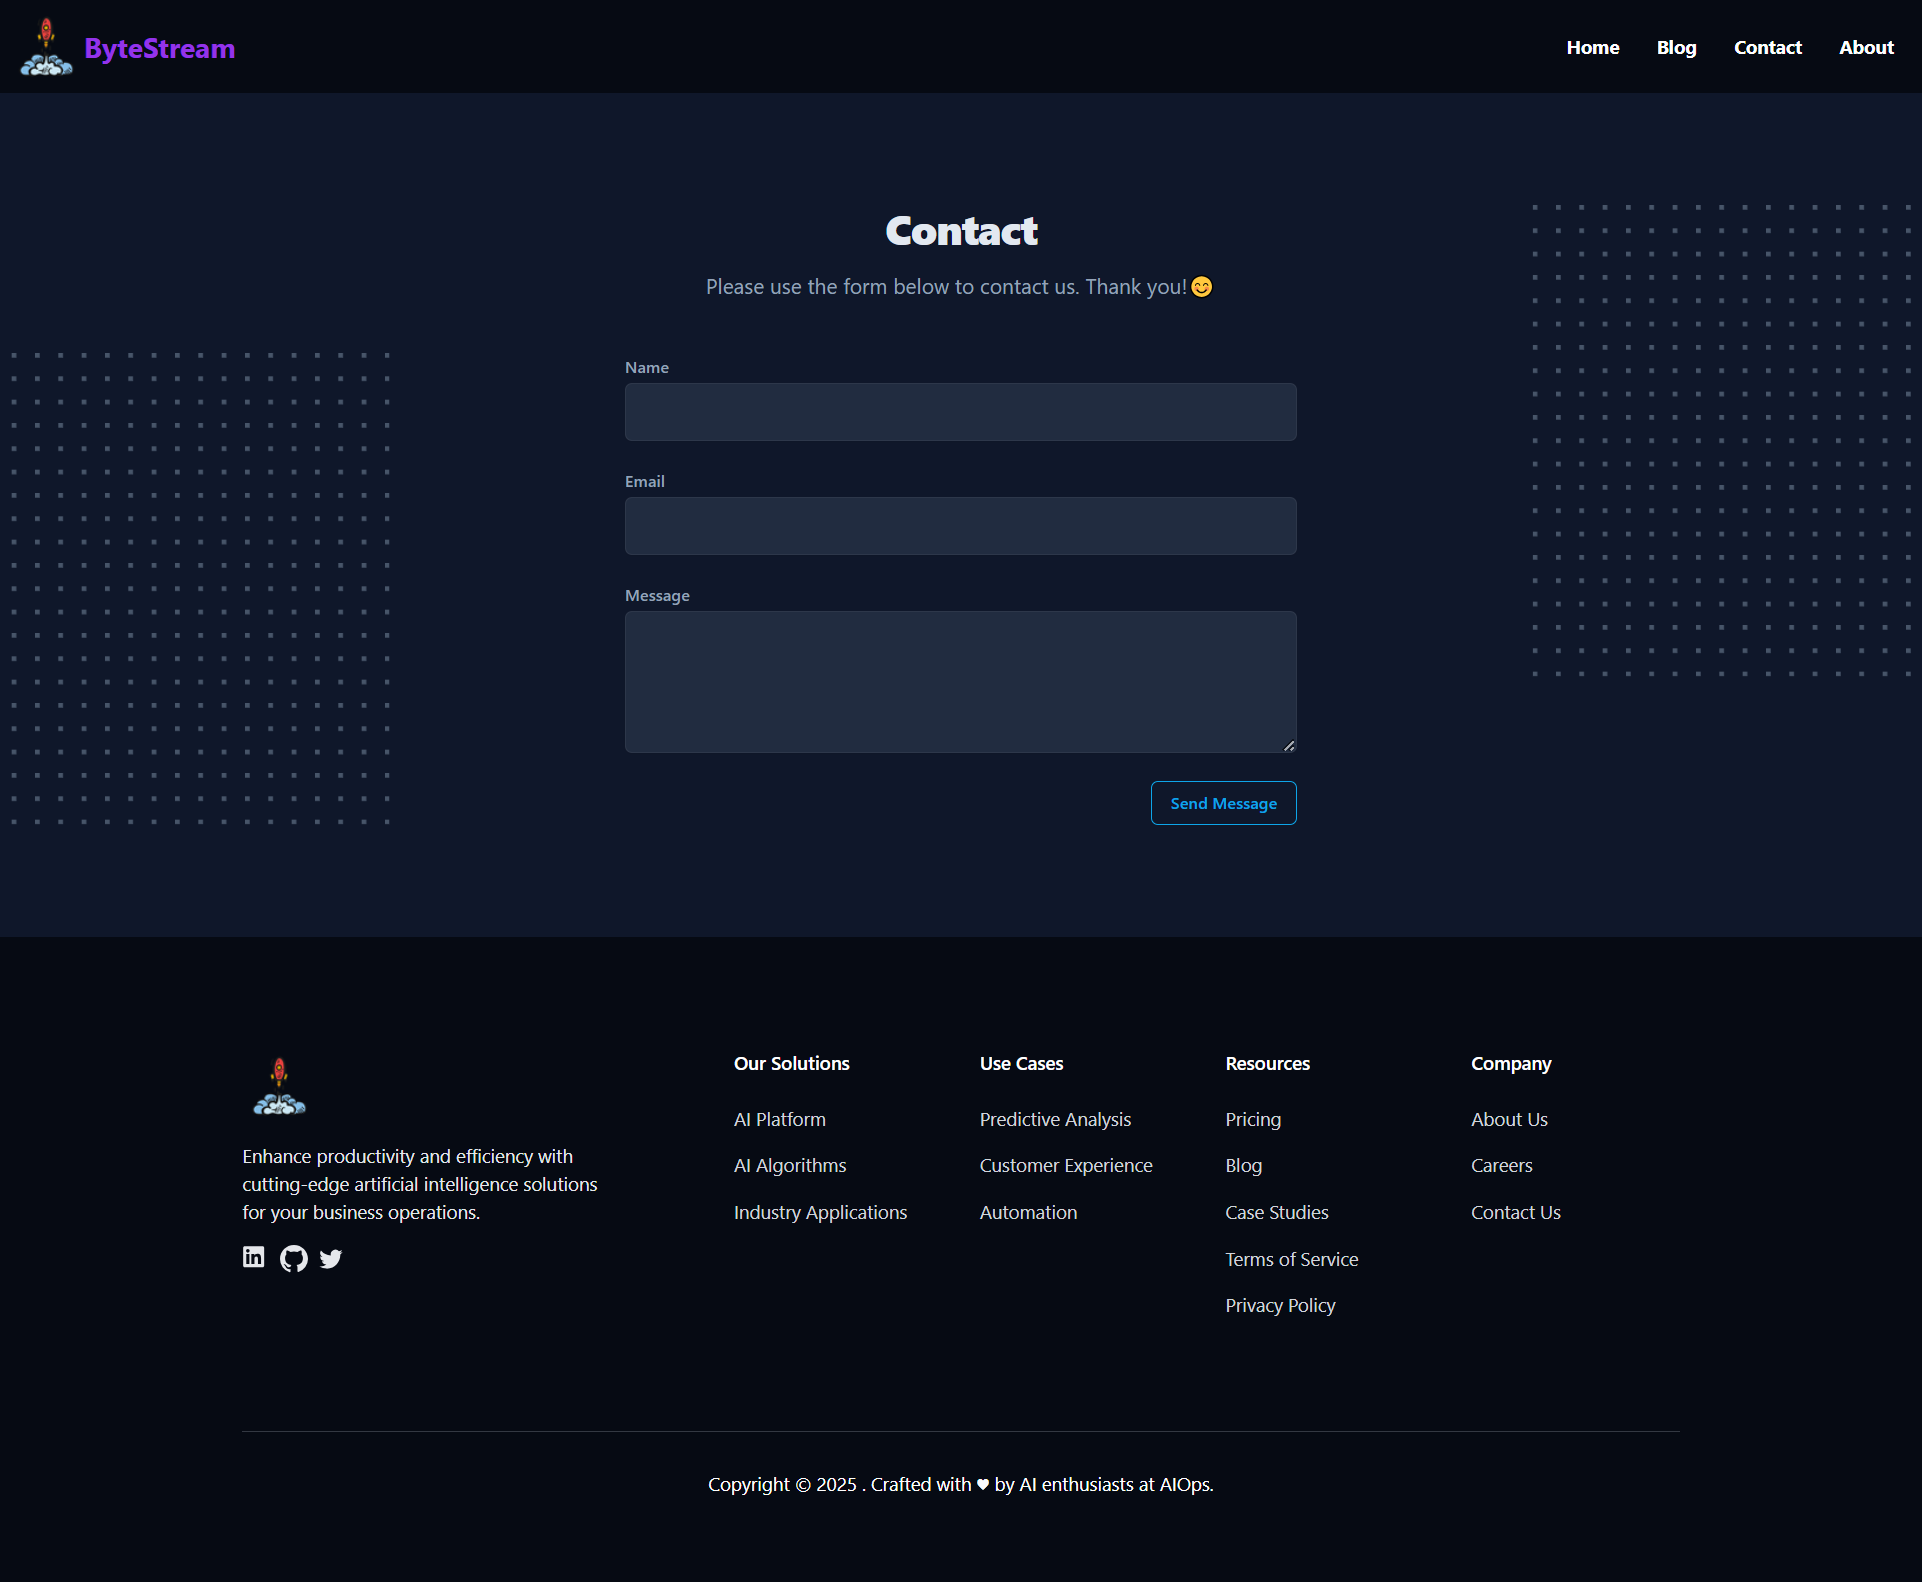 ByteStream
Home
Blog
Contact
About
Contact
Please use the form below to contact us. Thank you!😊
Name
Email
Message
Send Message
Enhance productivity and efficiency with
cutting-edge artificial intelligence solutions
for your business operations.
Our Solutions
AI Platform
AI Algorithms
Industry Applications
Use Cases
Predictive Analysis
Customer Experience
Automation
Resources
Pricing
Blog
Case Studies
Terms of Service
Privacy Policy
Company
About Us
Careers
Contact Us
Copyright © 2025 . Crafted with ♥ by AI enthusiasts at AIOps.